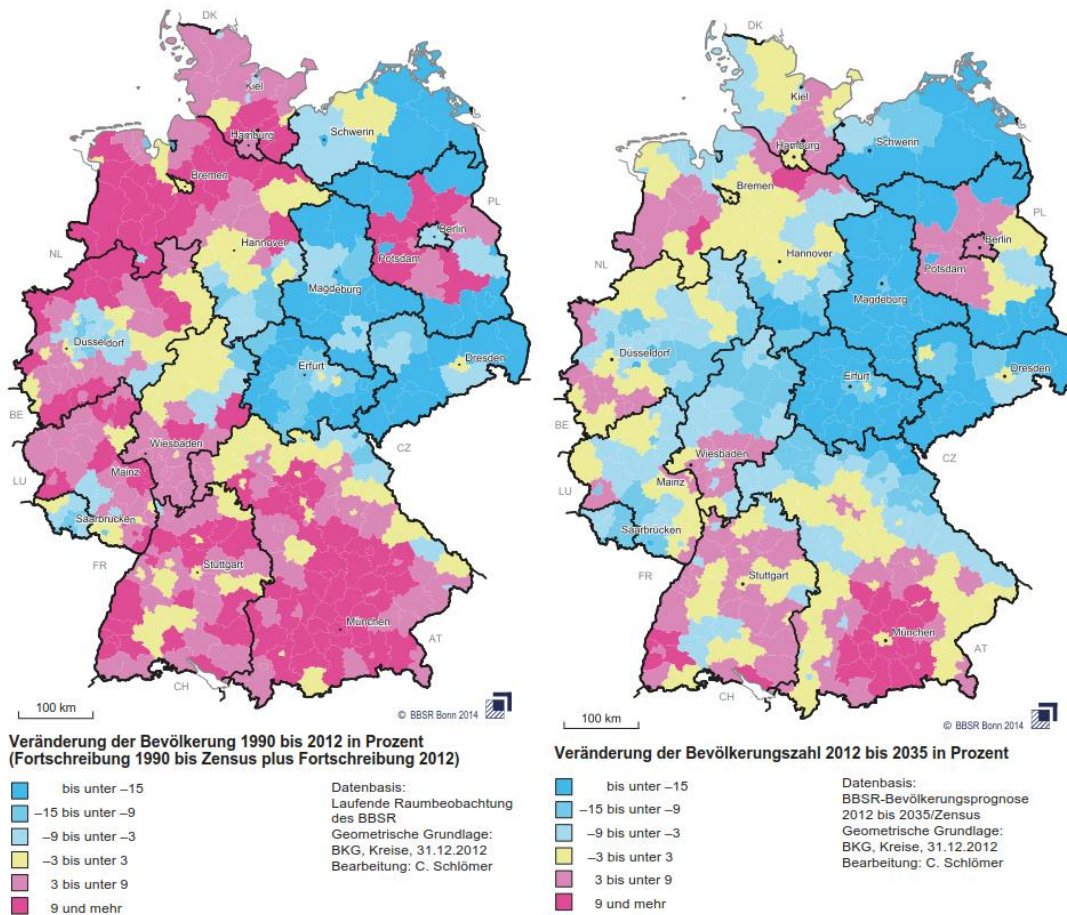 DK
Kiel
Hamburg
Schwerin
Bremen
PL
Berlin
Hannover
Potsdam
NL
Magdeburg
Düsseldorf
Erfurt
Dresden
BE
Wiesbaden
CZ
LU
Mainz
Saarbrücken
FR
Stuttgart
München
AT
CH
100 km
© BBSR Bonn 2014
Veränderung der Bevölkerung 1990 bis 2012 in Prozent
(Fortschreibung 1990 bis Zensus plus Fortschreibung 2012)
bis unter –15
–15 bis unter –9
–9 bis unter –3
–3 bis unter 3
3 bis unter 9
9 und mehr
Datenbasis:
Laufende Raumbeobachtung
des BBSR
Geometrische Grundlage:
BKG, Kreise, 31.12.2012
Bearbeitung: C. Schlömer
DK
Kiel
Hamburg
Schwerin
Bremen
PL
Berlin
Hannover
Potsdam
NL
Magdeburg
Düsseldorf
Erfurt
Dresden
BE
Wiesbaden
CZ
LU
Mainz
Saarbrücken
FR
Stuttgart
München
AT
CH
100 km
© BBSR Bonn 2014
Veränderung der Bevölkerungszahl 2012 bis 2035 in Prozent
bis unter –15
–15 bis unter –9
–9 bis unter –3
–3 bis unter 3
3 bis unter 9
9 und mehr
Datenbasis:
BBSR-Bevölkerungsprognose
2012 bis 2035/Zensus
Geometrische Grundlage:
BKG, Kreise, 31.12.2012
Bearbeitung: C. Schlömer